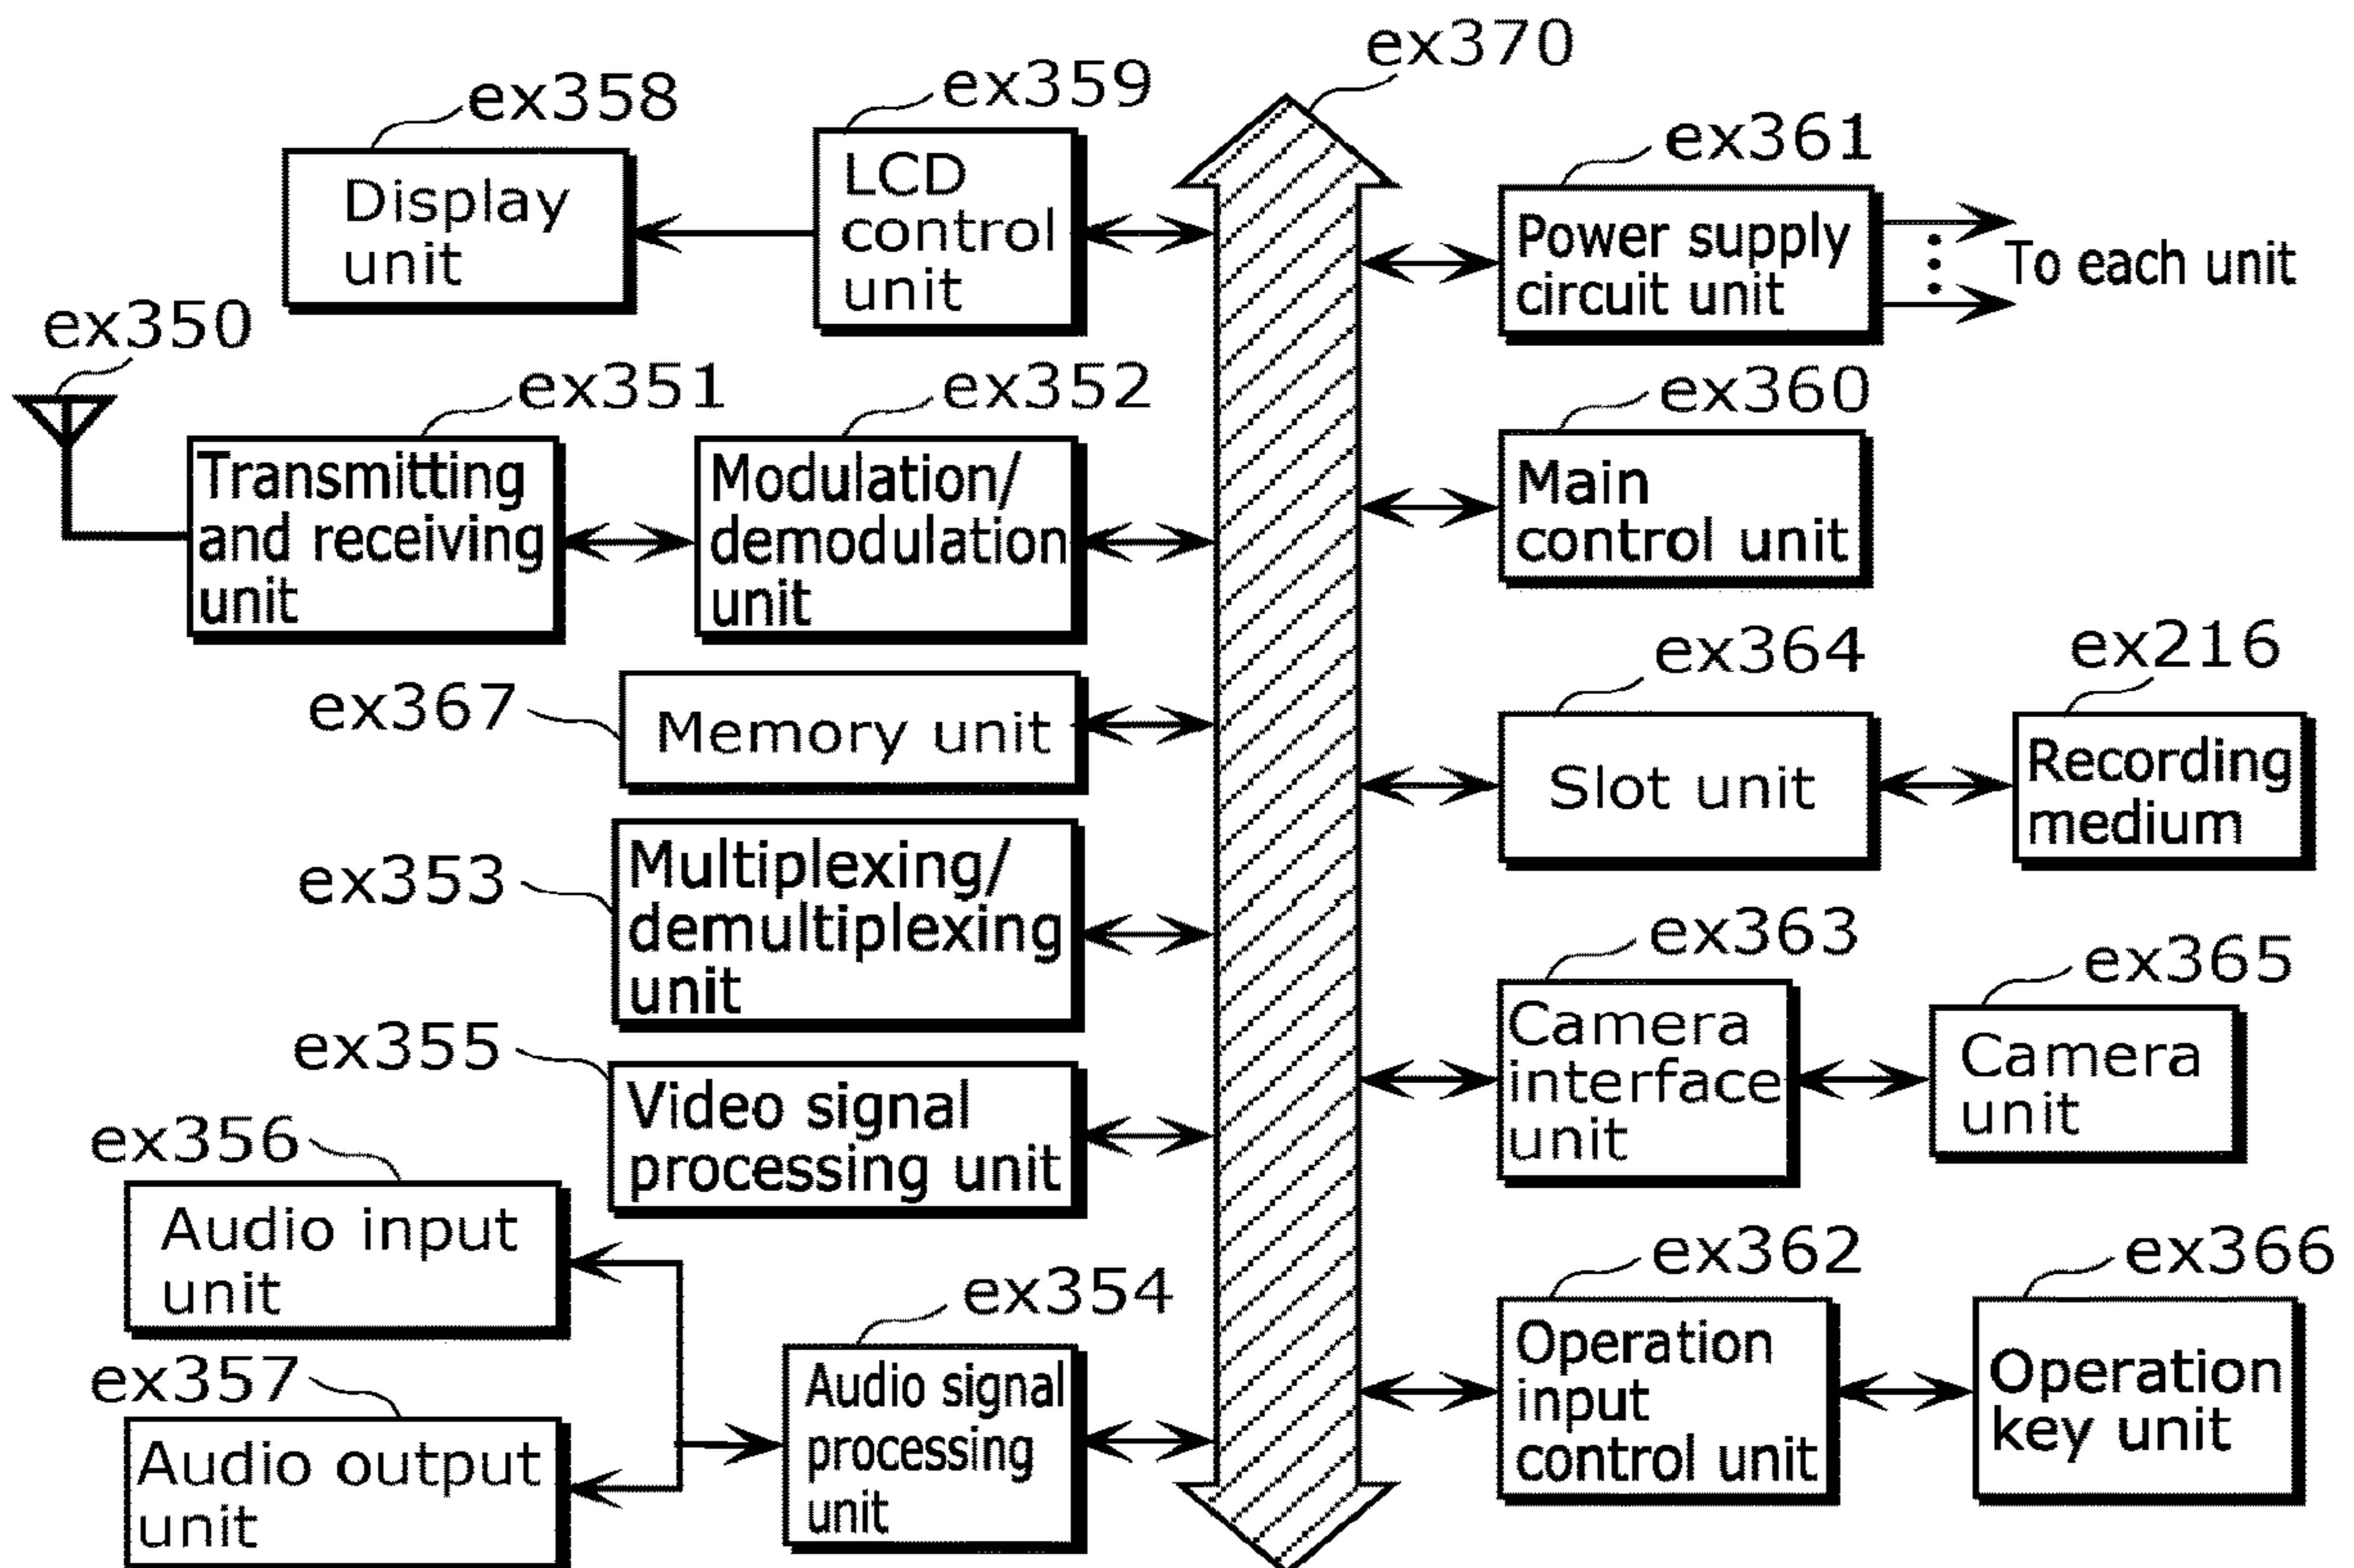 ex370
ex358
ex359
ex361
Display
unit
LCD
control
unit
Power supply
circuit unit
To each unit
ex350
ex351
ex352
ex360
Transmitting
and receiving
unit
Modulation/
demodulation
unit
Main
control unit
ex367
Memory unit
ex364
ex216
Slot unit
Recording
medium
ex353
Multiplexing/
demultiplexing
unit
ex363
ex365
Camera
interface
unit
Camera
unit
ex355
Video signal
processing unit
ex356
Audio input
unit
ex354
ex362
ex366
ex357
Audio output
unit
Audio signal
processing
unit
Operation
input
control unit
Operation
key unit